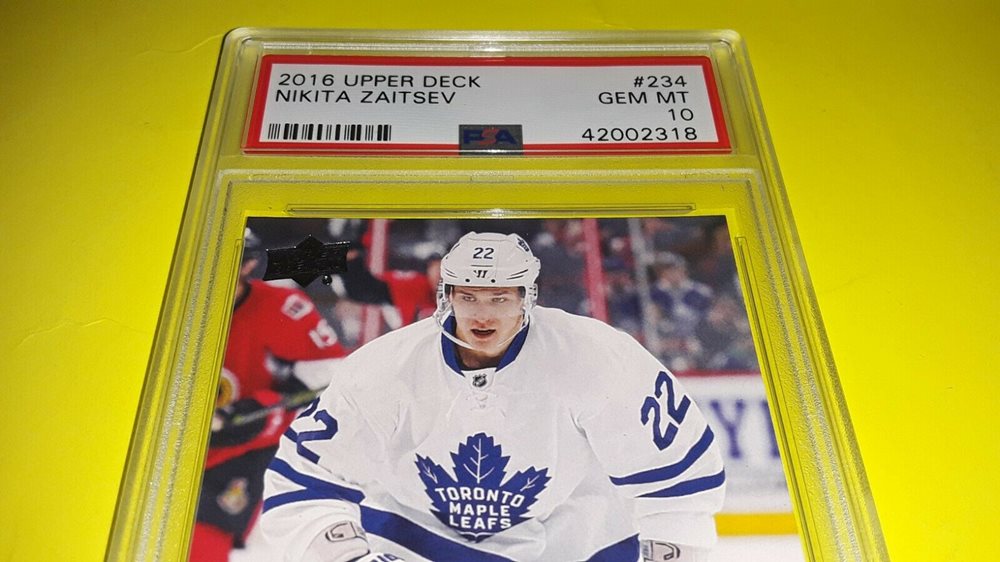 2016 UPPER DECK #234
NIKITA ZAITSEV GEM MT
10
PSA 42002318
22
22
22
TORONTO
MAPLE
LEAFS